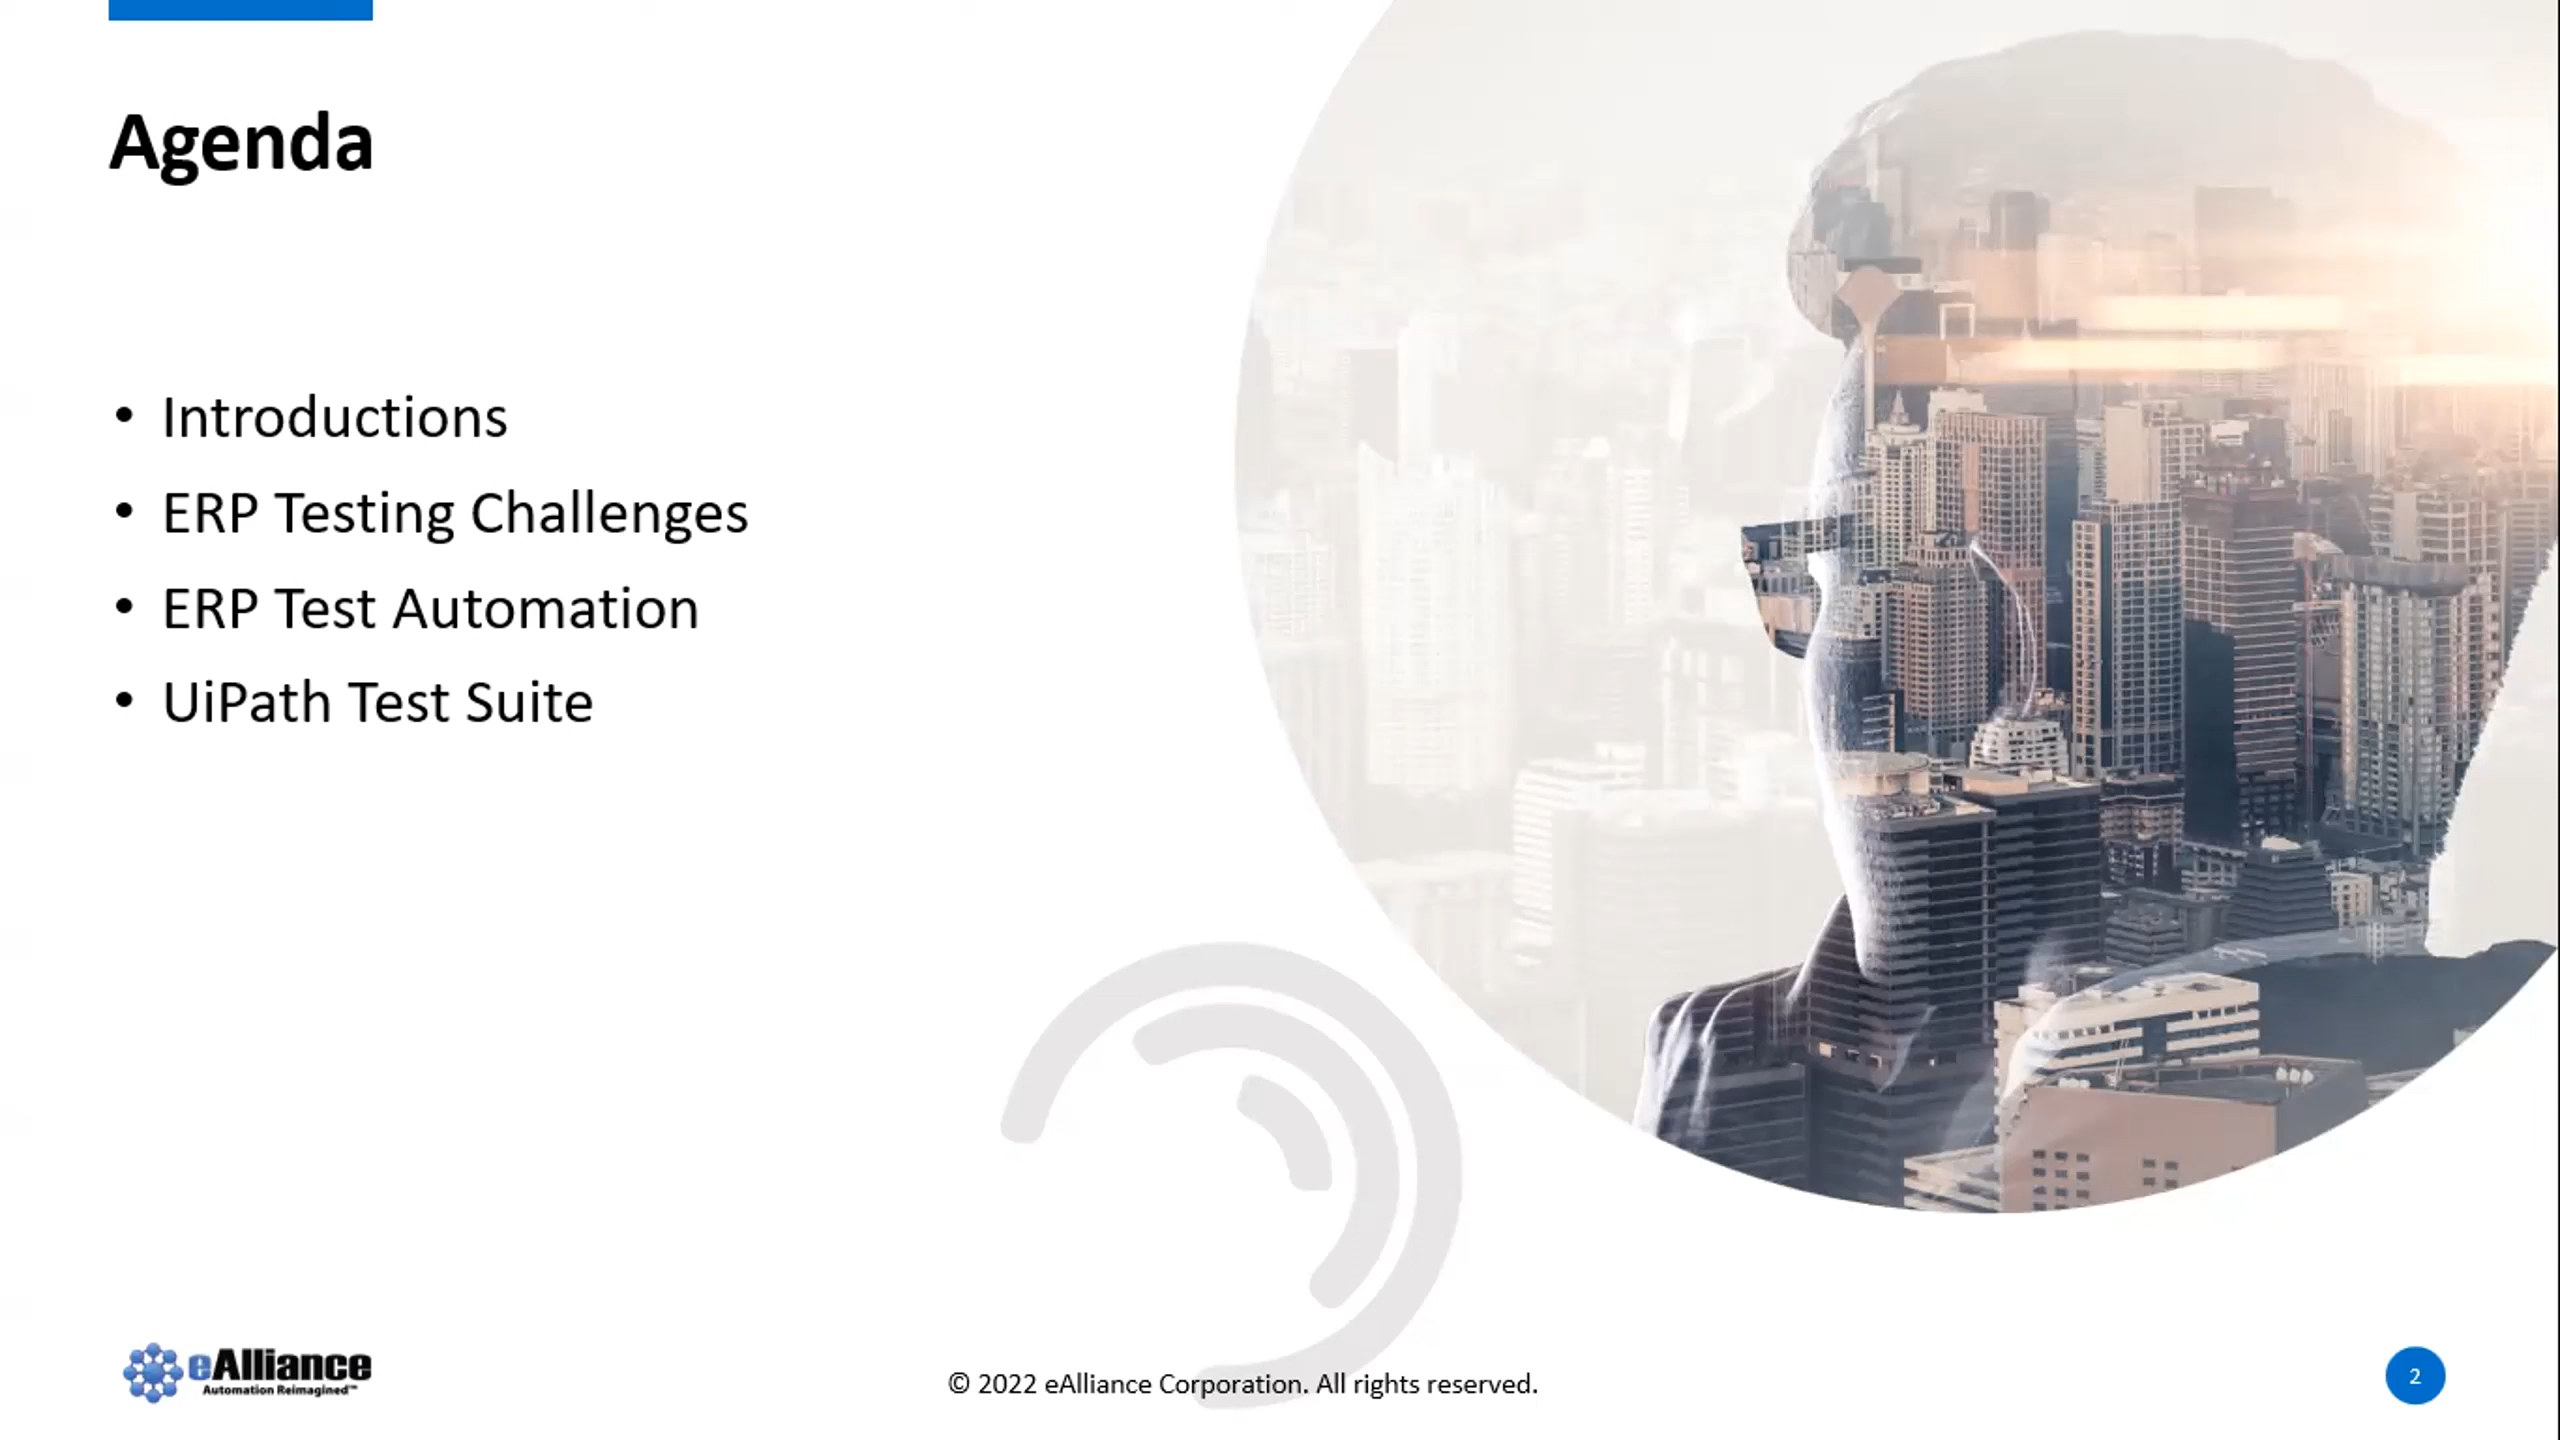 Agenda
• Introductions
• ERP Testing Challenges
• ERP Test Automation
• UiPath Test Suite
eAlliance
Automation Reimagined™
© 2022 eAlliance Corporation. All rights reserved.
2